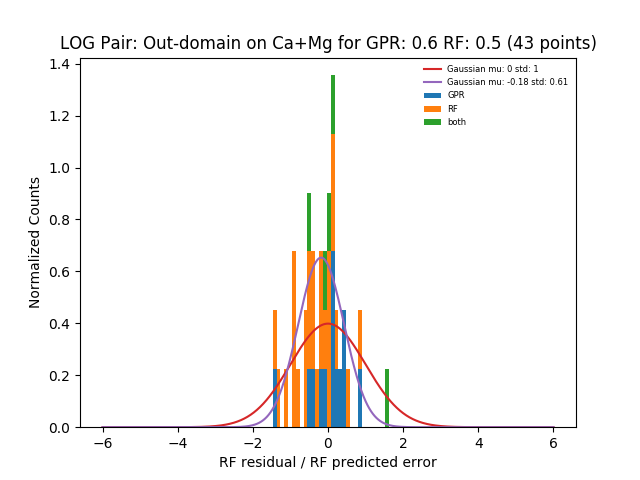 LOG Pair: Out-domain on Ca+Mg for GPR: 0.6 RF: 0.5 (43 points)
Gaussian mu: 0 std: 1
Gaussian mu: -0.18 std: 0.61
GPR
RF
both
Normalized Counts
1.4
1.2
1.0
0.8
0.6
0.4
0.2
0.0
−6
−4
−2
0
2
4
6
RF residual / RF predicted error